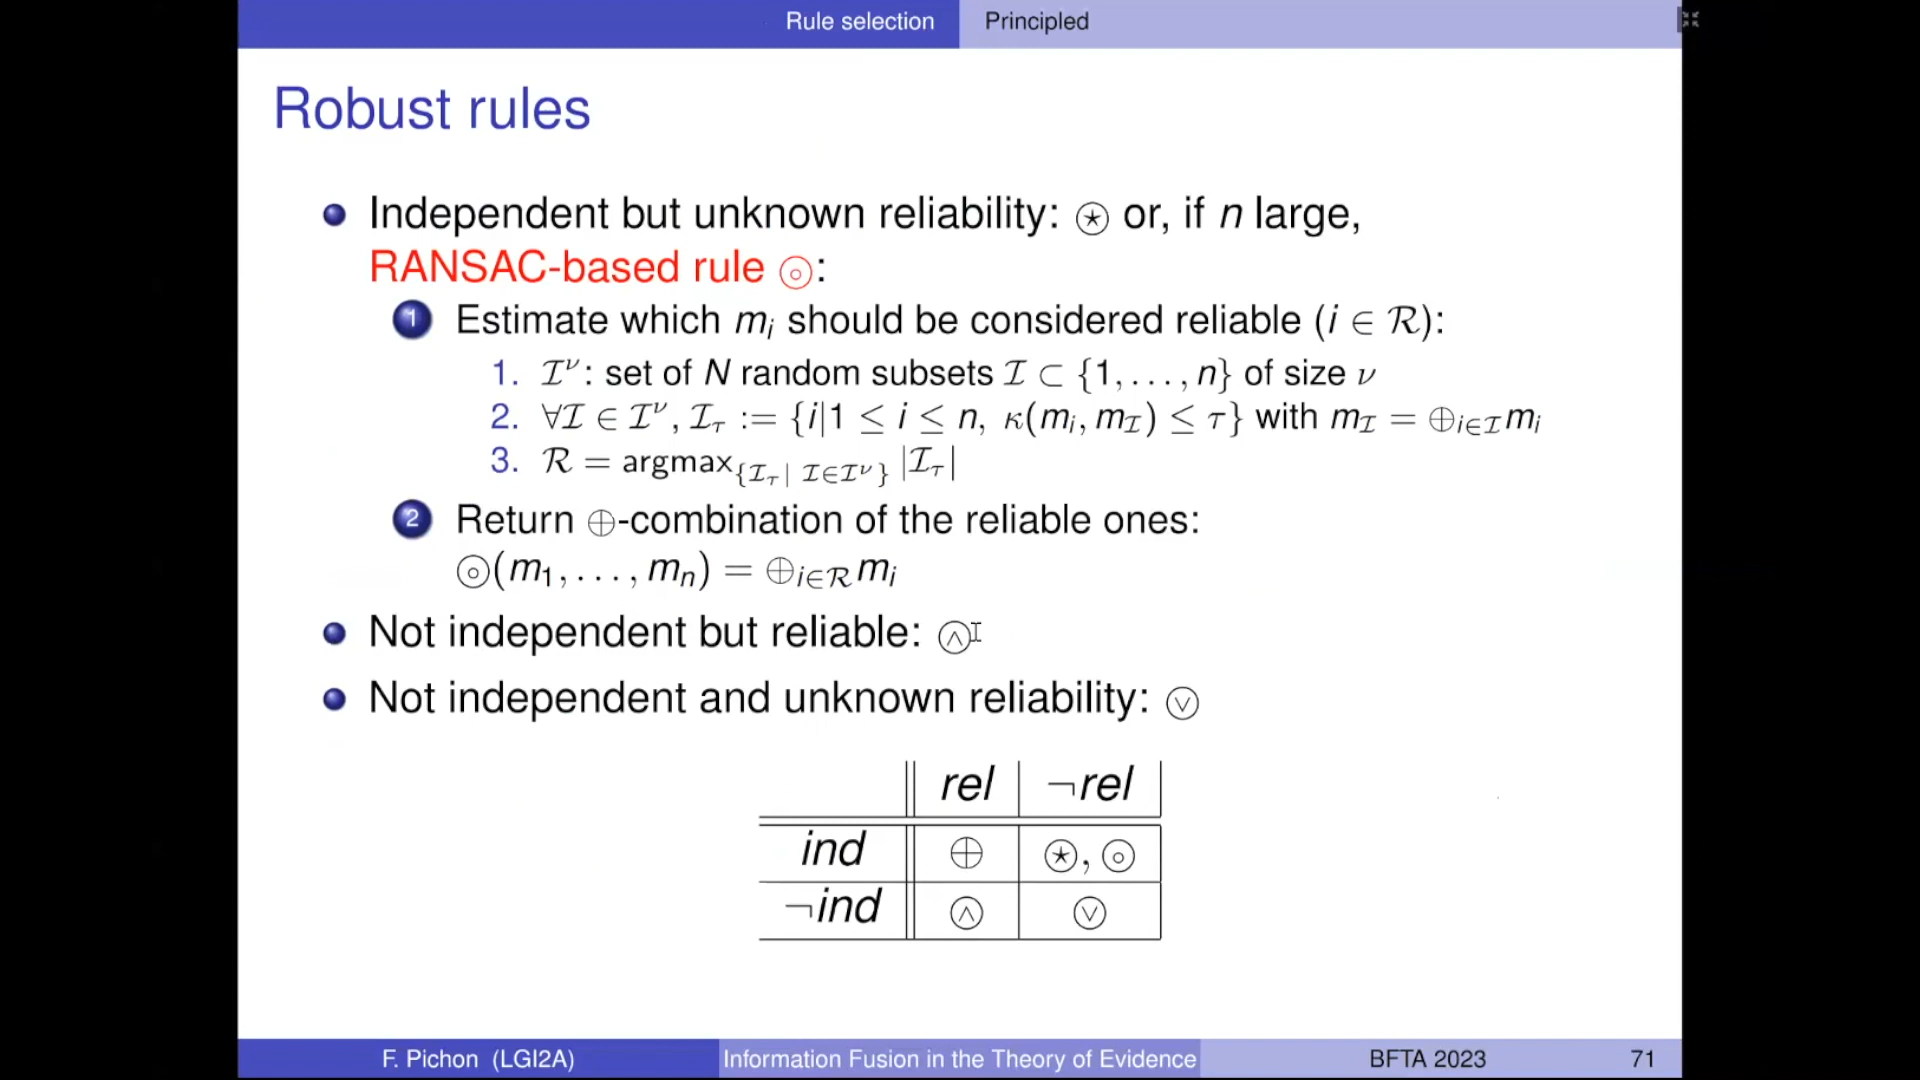 Rule selection Principled
Robust rules
Independent but unknown reliability: ⊛ or, if n large,
RANSAC-based rule ⊚:
1 Estimate which mᵢ should be considered reliable (i ∈ ℛ):
1. ℐ^ν: set of N random subsets ℐ ⊂ {1, . . . , n} of size ν
2. ∀ℐ ∈ ℐ^ν, ℐ_τ := {i|1 ≤ i ≤ n, κ(mᵢ, m_ℐ) ≤ τ} with m_ℐ = ⊕_{i∈ℐ} mᵢ
3. ℛ = argmax_{{ℐ_τ| ℐ∈ℐ^ν}} |ℐ_τ|
2 Return ⊕-combination of the reliable ones:
⊚(m₁, . . . , mₙ) = ⊕_{i∈ℛ} mᵢ
Not independent but reliable: Ⓐ︎∧⃝
Not independent and unknown reliability: ∨⃝
rel ¬rel
ind ⊕ ⊛, ⊚
¬ind ∧⃝ ∨⃝
F. Pichon (LGI2A) Information Fusion in the Theory of Evidence BFTA 2023 71